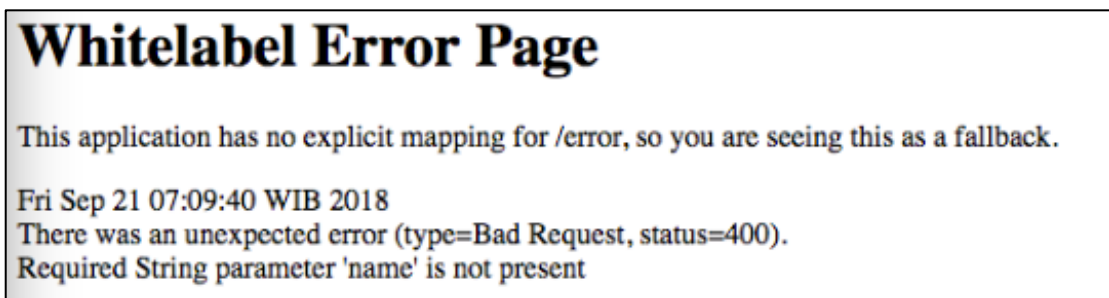 Whitelabel Error Page
This application has no explicit mapping for /error, so you are seeing this as a fallback.
Fri Sep 21 07:09:40 WIB 2018
There was an unexpected error (type=Bad Request, status=400).
Required String parameter 'name' is not present